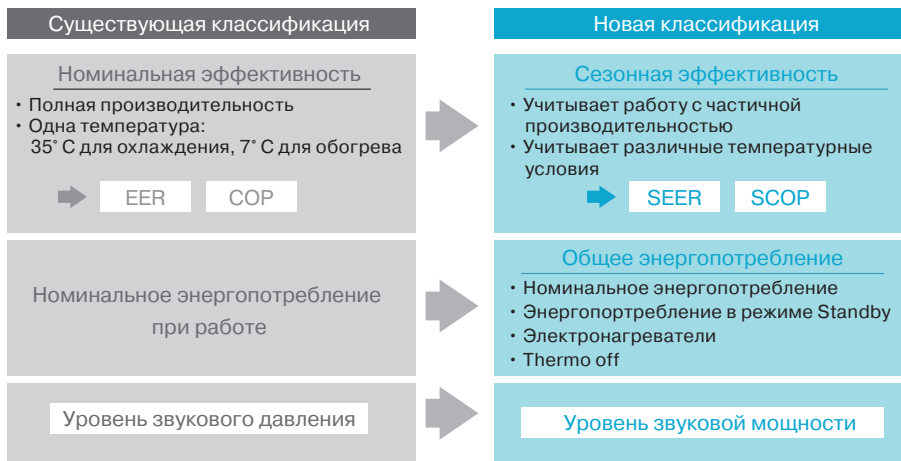 Существующая классификация
Номинальная эффективность
· Полная производительность
· Одна температура:
35° C для охлаждения, 7° C для обогрева
EER COP
Номинальное энергопотребление
при работе
Уровень звукового давления
Новая классификация
Сезонная эффективность
· Учитывает работу с частичной
производительностью
· Учитывает различные температурные
условия
SEER SCOP
Общее энергопотребление
· Номинальное энергопотребление
· Энергопортребление в режиме Standby
· Электронагреватели
· Thermo off
Уровень звуковой мощности